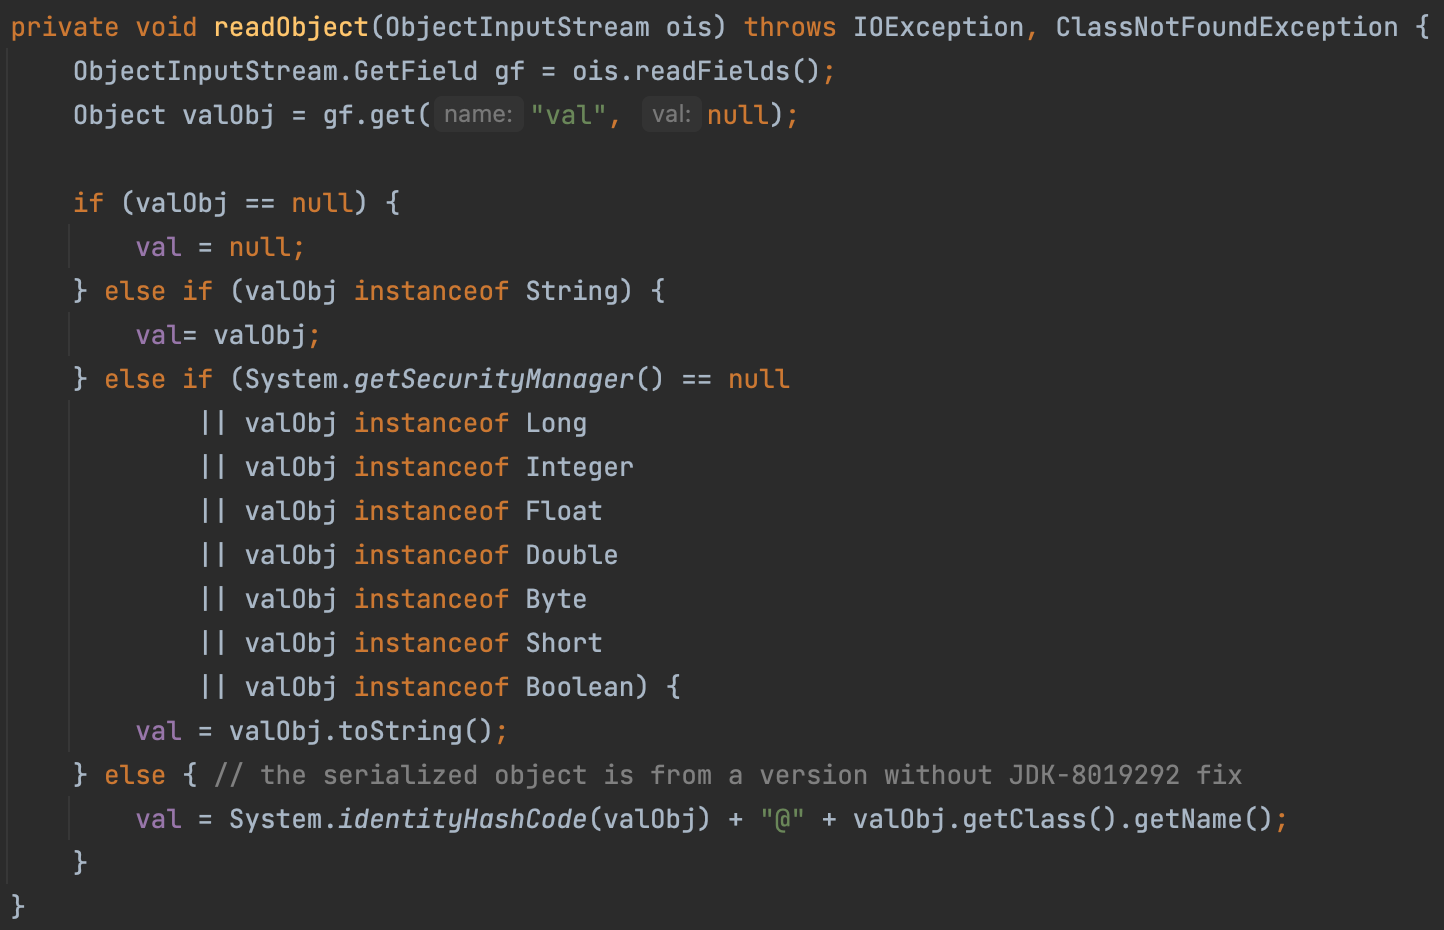 private void readObject(ObjectInputStream ois) throws IOException, ClassNotFoundException {
    ObjectInputStream.GetField gf = ois.readFields();
    Object valObj = gf.get( name: "val", val: null);

    if (valObj == null) {
        val = null;
    } else if (valObj instanceof String) {
        val= valObj;
    } else if (System.getSecurityManager() == null
            || valObj instanceof Long
            || valObj instanceof Integer
            || valObj instanceof Float
            || valObj instanceof Double
            || valObj instanceof Byte
            || valObj instanceof Short
            || valObj instanceof Boolean) {
        val = valObj.toString();
    } else { // the serialized object is from a version without JDK-8019292 fix
        val = System.identityHashCode(valObj) + "@" + valObj.getClass().getName();
    }
}